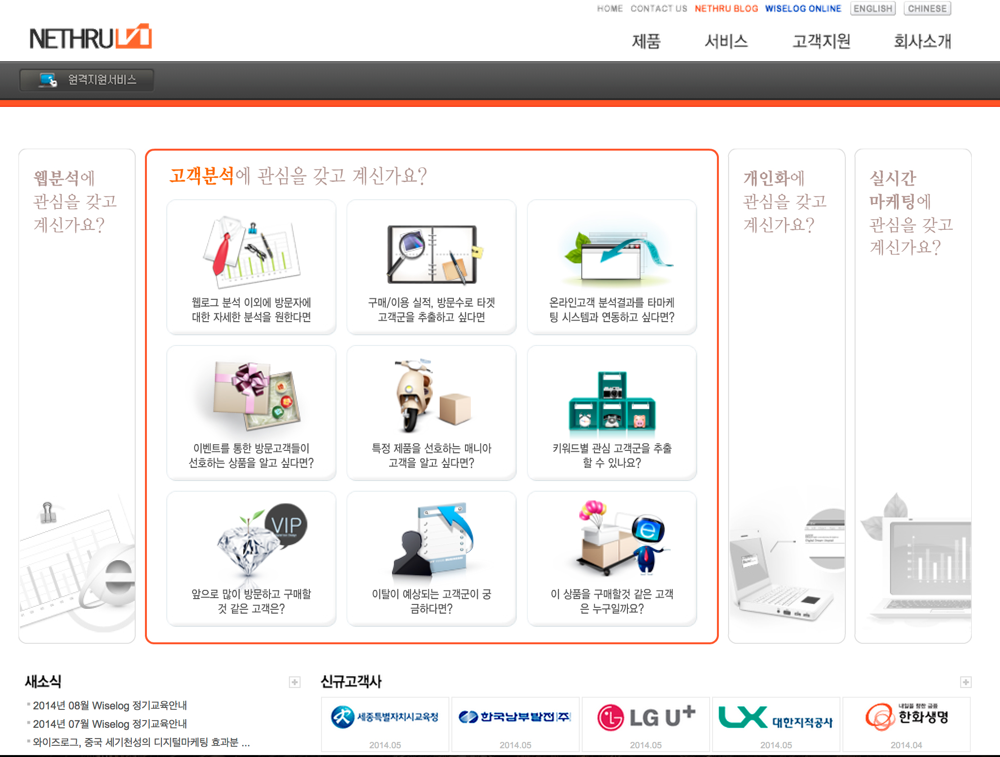 HOME CONTACT US NETHRU BLOG WISELOG ONLINE ENGLISH CHINESE
NETHRU
제품 서비스 고객지원 회사소개
원격지원서비스
웹분석에
관심을 갖고
계신가요?
고객분석에 관심을 갖고 계신가요?
웹로그 분석 이외에 방문자에
대한 자세한 분석을 원한다면
구매/이용 실적, 방문수로 타겟
고객군을 추출하고 싶다면
온라인고객 분석결과를 타마케
팅 시스템과 연동하고 싶다면?
이벤트를 통한 방문고객들이
선호하는 상품을 알고 싶다면?
특정 제품을 선호하는 매니아
고객을 알고 싶다면?
키워드별 관심 고객군을 추출
할 수 있나요?
VIP
앞으로 많이 방문하고 구매할
것 같은 고객은?
이탈이 예상되는 고객군이 궁
금하다면?
e
이 상품을 구매할것 같은 고객
은 누구일까요?
개인화에
관심을 갖고
계신가요?
실시간
마케팅에
관심을 갖고
계신가요?
새소식
2014년 08월 Wiselog 정기교육안내
2014년 07월 Wiselog 정기교육안내
와이즈로그, 중국 세기천성의 디지털마케팅 효과분 ...
신규고객사
세종특별자치시교육청
2014.05
한국남부발전(주)
2014.05
LG U+
2014.05
LX 대한지적공사
2014.05
내일을 향한 금융
한화생명
2014.04